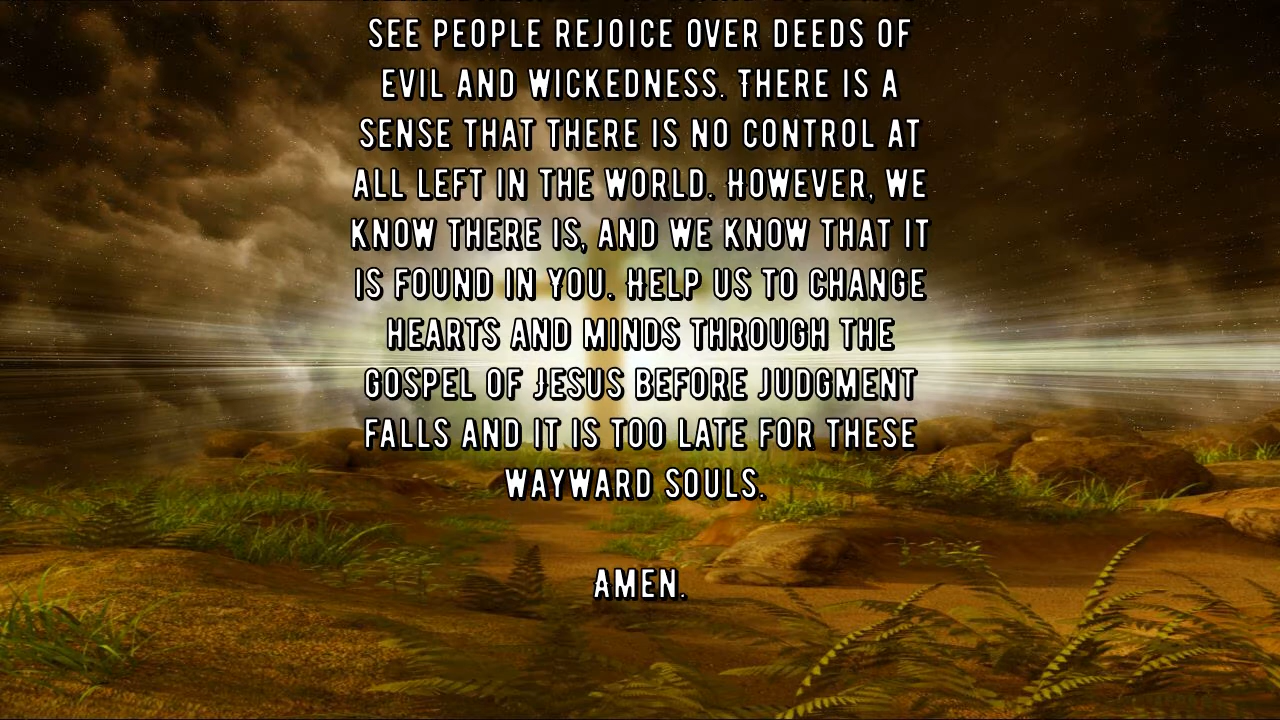 SEE PEOPLE REJOICE OVER DEEDS OF
EVIL AND WICKEDNESS. THERE IS A
SENSE THAT THERE IS NO CONTROL AT
ALL LEFT IN THE WORLD. HOWEVER, WE
KNOW THERE IS, AND WE KNOW THAT IT
IS FOUND IN YOU. HELP US TO CHANGE
HEARTS AND MINDS THROUGH THE
GOSPEL OF JESUS BEFORE JUDGMENT
FALLS AND IT IS TOO LATE FOR THESE
WAYWARD SOULS.
AMEN.